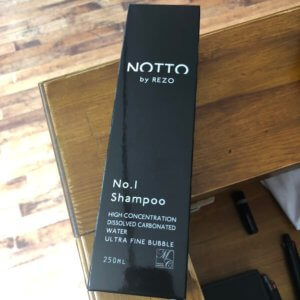 NOTTO
by REZO
No.1
Shampoo
HIGH CONCENTRATION
DISSOLVED CARBONATED
WATER
ULTRA FINE BUBBLE
250mL